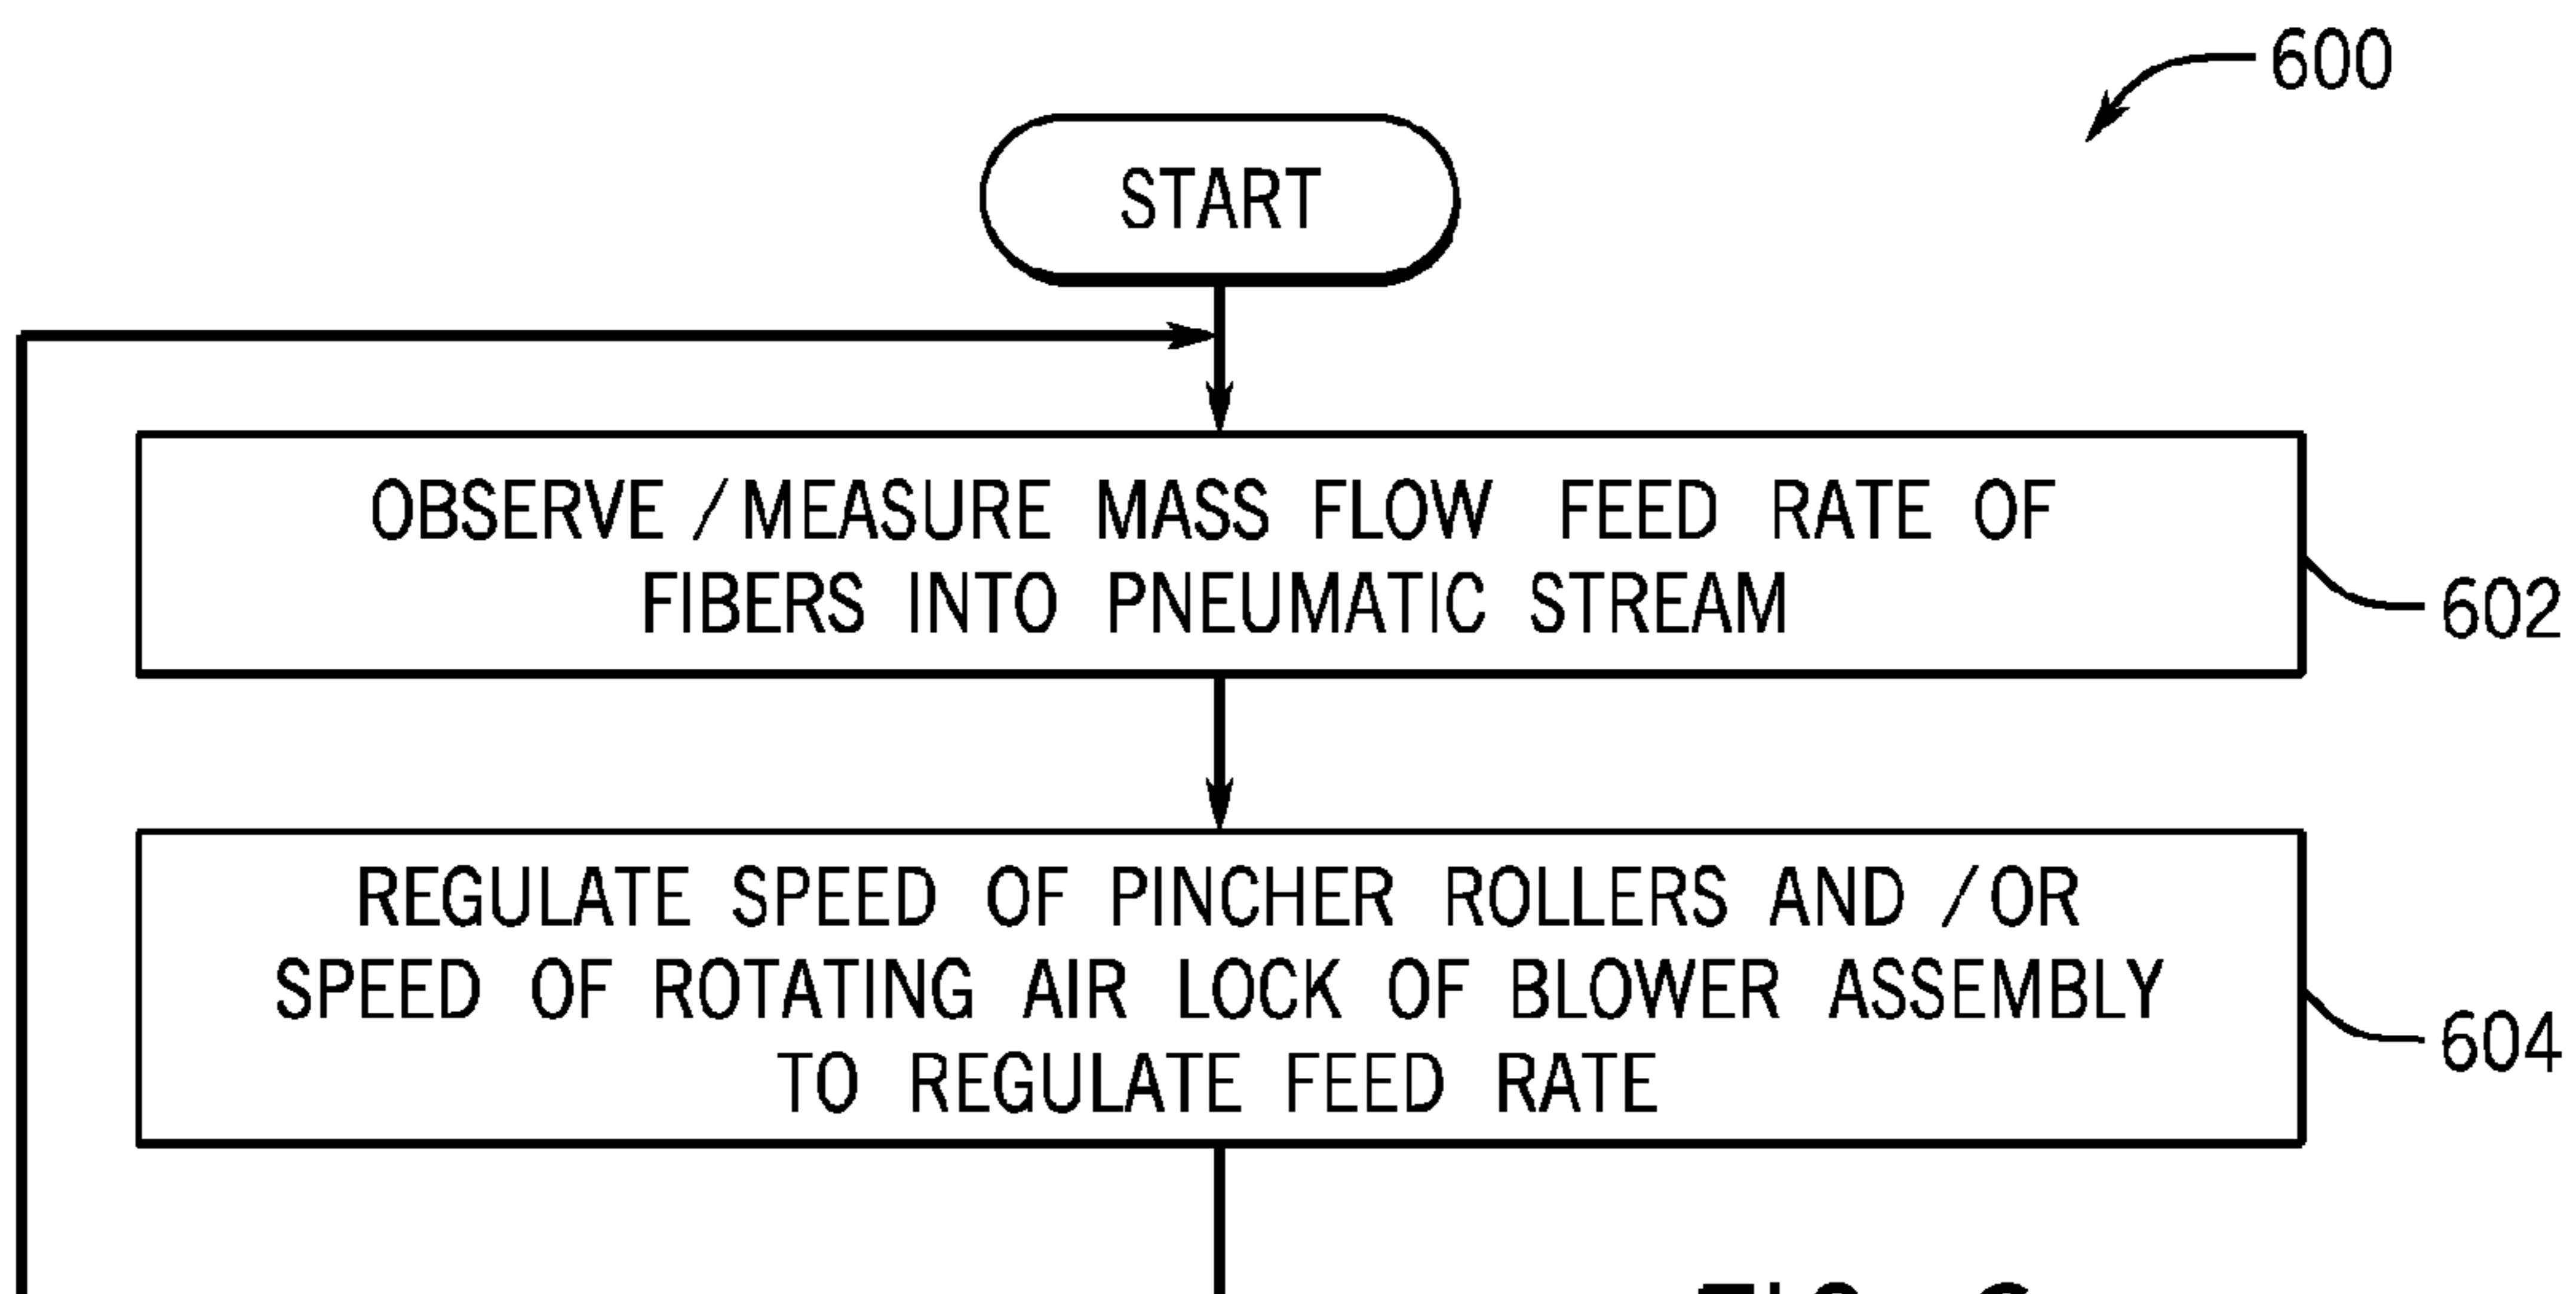 600
START
OBSERVE / MEASURE MASS FLOW FEED RATE OF
FIBERS INTO PNEUMATIC STREAM
602
REGULATE SPEED OF PINCHER ROLLERS AND /OR
SPEED OF ROTATING AIR LOCK OF BLOWER ASSEMBLY
TO REGULATE FEED RATE
604